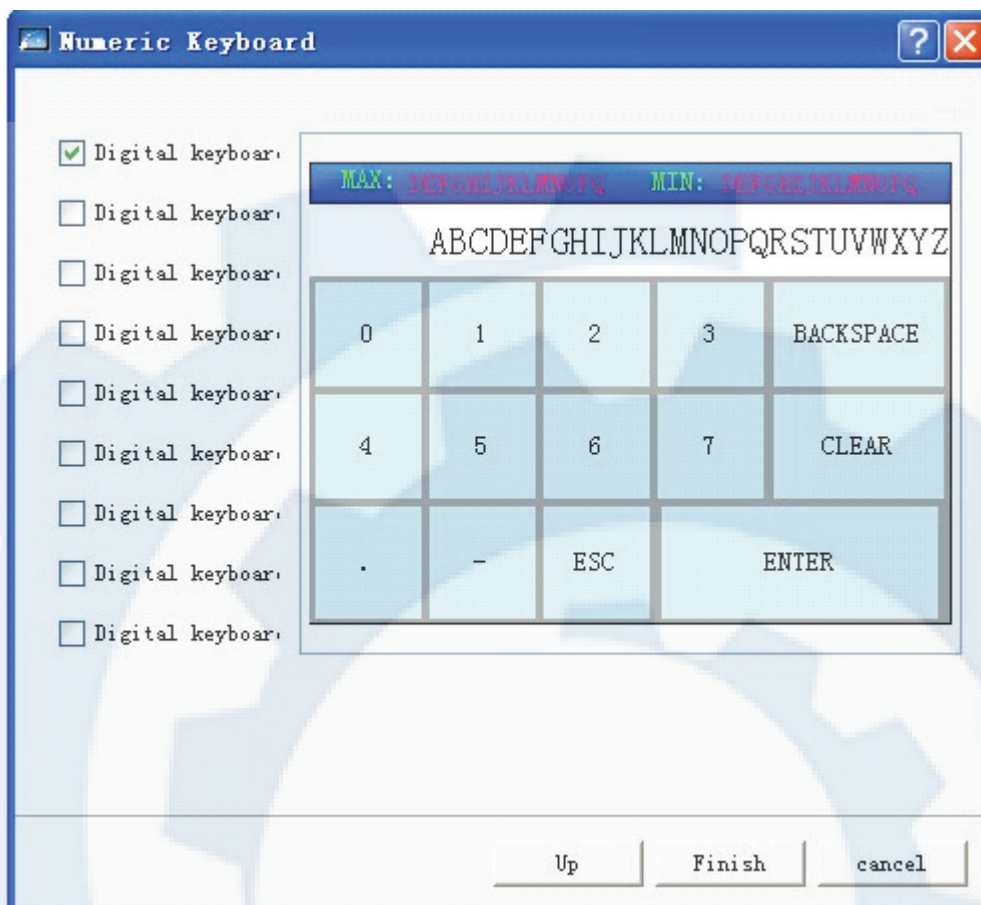 Numeric Keyboard
Digital keyboar
Digital keyboar
Digital keyboar
Digital keyboar
Digital keyboar
Digital keyboar
Digital keyboar
Digital keyboar
Digital keyboar
MAX: DEFGHIJKLMNOPQ MIN: DEFGHIJKLMNOPQ
ABCDEFGHIJKLMNOPQRSTUVWXYZ
0 1 2 3 BACKSPACE
4 5 6 7 CLEAR
. - ESC ENTER
Up Finish cancel